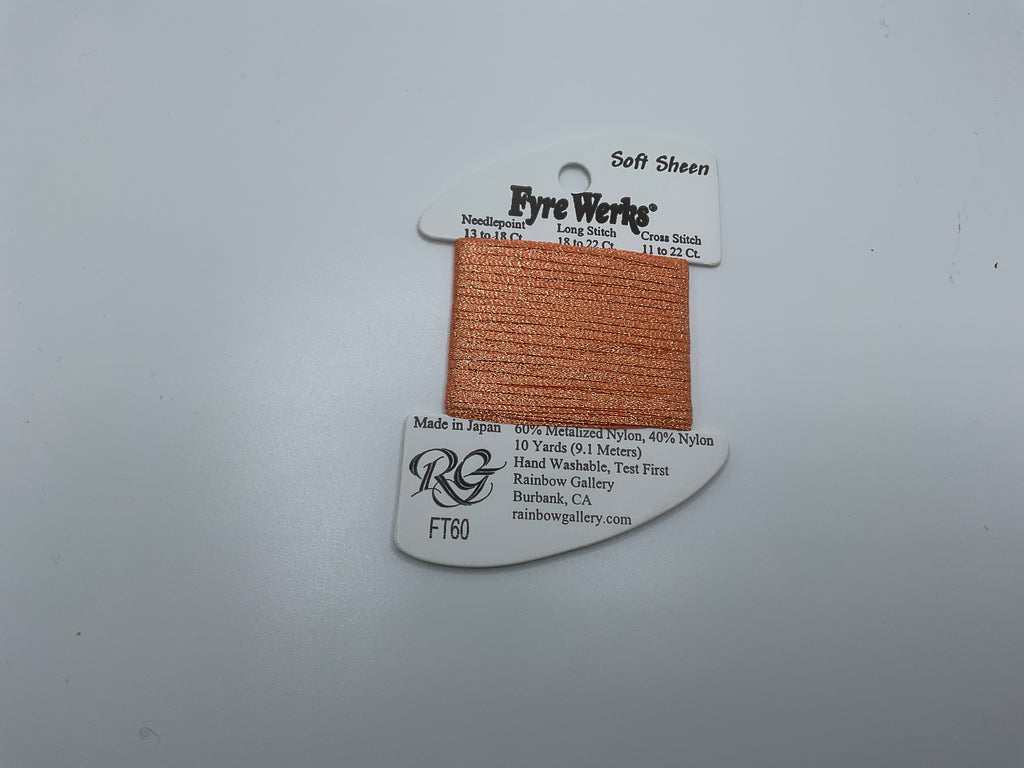 Soft Sheen
Fyre Werks®
Needlepoint
13 to 18 Ct.
Long Stitch
18 to 22 Ct.
Cross Stitch
11 to 22 Ct.
Made in Japan
60% Metalized Nylon, 40% Nylon
10 Yards (9.1 Meters)
Hand Washable, Test First
Rainbow Gallery
Burbank, CA
rainbowgallery.com
RG
FT60